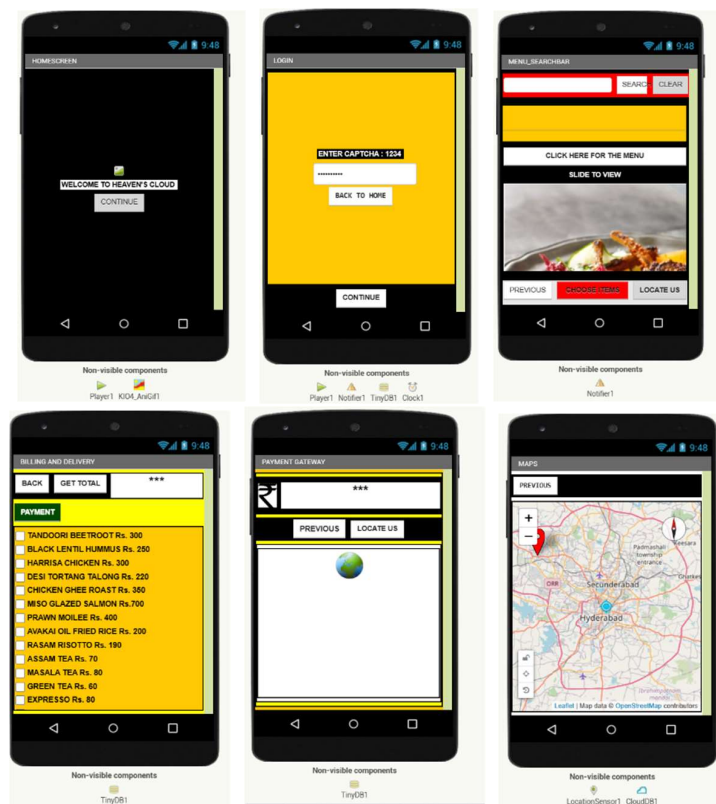 9:48
HOMESCREEN
WELCOME TO HEAVEN'S CLOUD
CONTINUE
Non-visible components
Player1 KIO4_AniGif1
9:48
LOGIN
ENTER CAPTCHA : 1234
BACK TO HOME
CONTINUE
Non-visible components
Player1 Notifier1 TinyDB1 Clock1
9:48
MENU_SEARCHBAR
SEARC CLEAR
CLICK HERE FOR THE MENU
SLIDE TO VIEW
PREVIOUS CHOOSE ITEMS LOCATE US
Non-visible components
Notifier1
9:48
BILLING AND DELIVERY
BACK GET TOTAL ***
PAYMENT
TANDOORI BEETROOT Rs. 300
BLACK LENTIL HUMMUS Rs. 250
HARRISA CHICKEN Rs. 300
DESI TORTANG TALONG Rs. 220
CHICKEN GHEE ROAST Rs. 350
MISO GLAZED SALMON Rs.700
PRAWN MOILEE Rs. 400
AVAKAI OIL FRIED RICE Rs. 200
RASAM RISOTTO Rs. 190
ASSAM TEA Rs. 70
MASALA TEA Rs. 80
GREEN TEA Rs. 60
EXPRESSO Rs. 80
Non-visible components
TinyDB1
9:48
PAYMENT GATEWAY
₹ ***
PREVIOUS LOCATE US
Non-visible components
TinyDB1
9:48
MAPS
PREVIOUS
+
−
Keesara
Padmashali
township
entrance
ORR
Secunderabad
Hyderabad
Leaflet | Map data © OpenStreetMap contributors
Non-visible components
LocationSensor1 CloudDB1